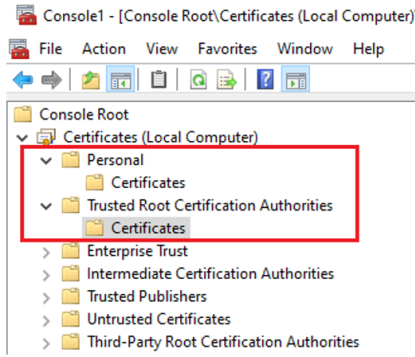 Console1 - [Console Root\Certificates (Local Computer)
File Action View Favorites Window Help
Console Root
Certificates (Local Computer)
Personal
Certificates
Trusted Root Certification Authorities
Certificates
Enterprise Trust
Intermediate Certification Authorities
Trusted Publishers
Untrusted Certificates
Third-Party Root Certification Authorities